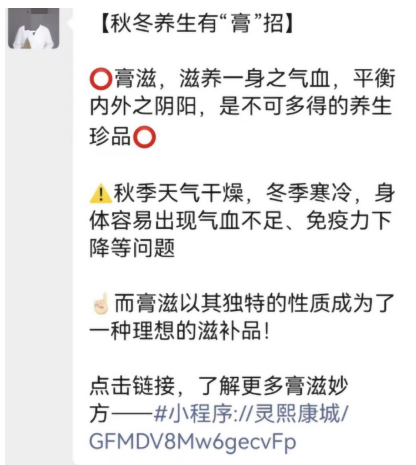 【秋冬养生有“膏”招】
⭕膏滋，滋养一身之气血，平衡
内外之阴阳，是不可多得的养生
珍品⭕
⚠️秋季天气干燥，冬季寒冷，身
体容易出现气血不足、免疫力下
降等问题
☝🏻而膏滋以其独特的性质成为了
一种理想的滋补品！
点击链接，了解更多膏滋妙
方——#小程序://灵熙康城/
GFMDV8Mw6gecvFp